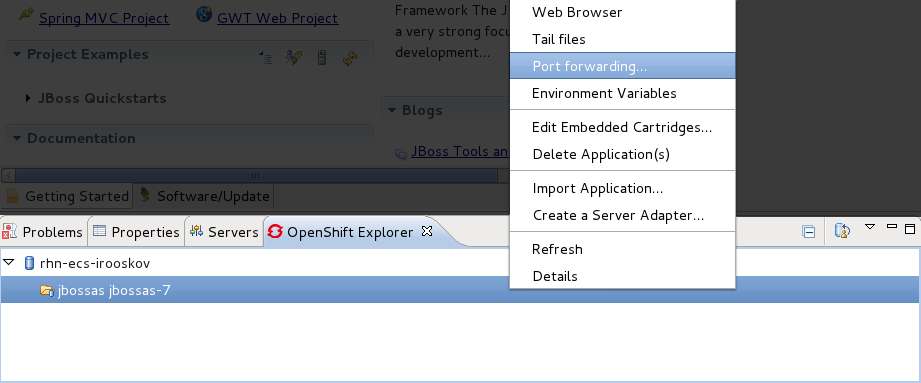 Spring MVC Project
GWT Web Project
Project Examples
JBoss Quickstarts
Documentation
Framework The J
a very strong focu
development...
Blogs
JBoss Tools an
Getting Started
Software/Update
Web Browser
Tail files
Port forwarding...
Environment Variables
Edit Embedded Cartridges...
Delete Application(s)
Import Application...
Create a Server Adapter...
Refresh
Details
Problems
Properties
Servers
OpenShift Explorer
rhn-ecs-irooskov
jbossas jbossas-7